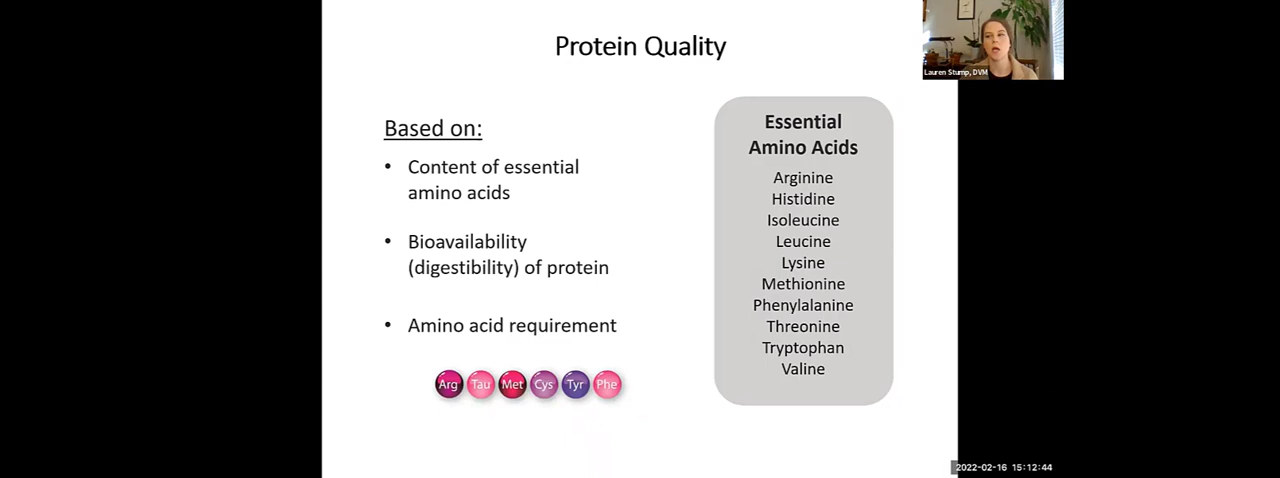 Protein Quality
Lauren Stump, DVM
Based on:
• Content of essential
amino acids
• Bioavailability
(digestibility) of protein
• Amino acid requirement
Arg Tau Met Cys Tyr Phe
Essential
Amino Acids
Arginine
Histidine
Isoleucine
Leucine
Lysine
Methionine
Phenylalanine
Threonine
Tryptophan
Valine
2022-02-16 15:12:44